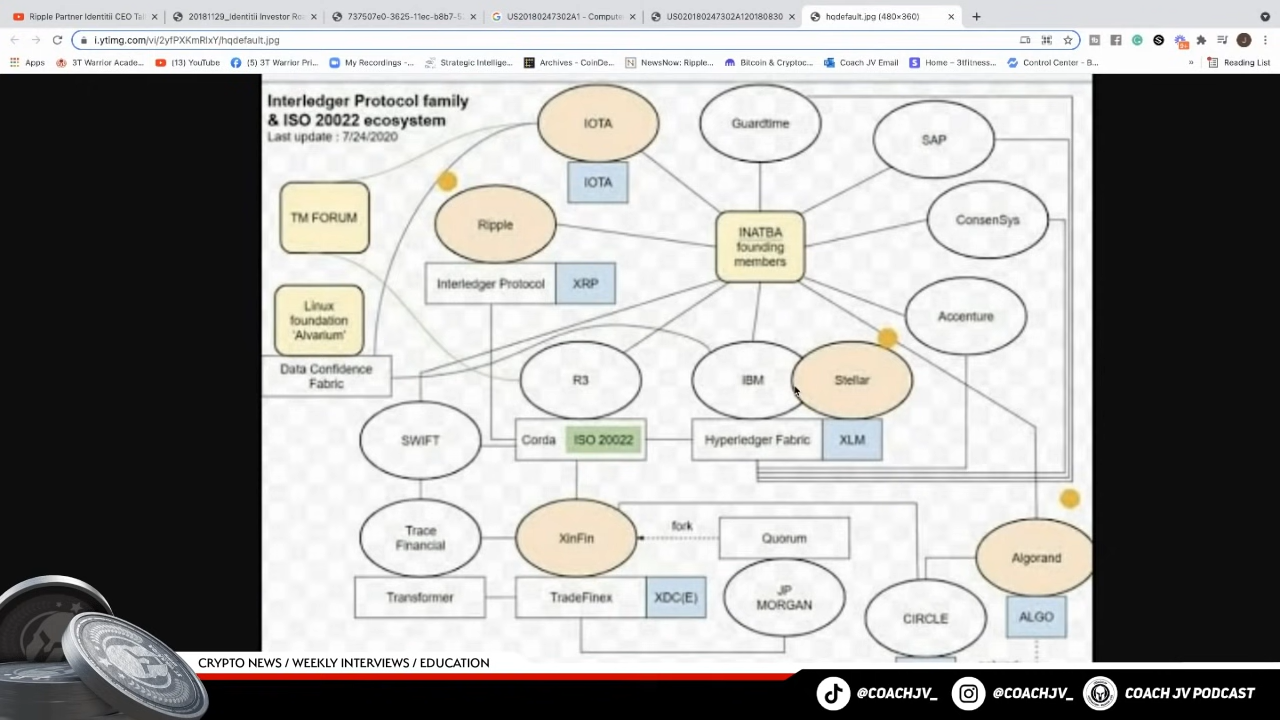 Ripple Partner Identitii CEO Tal
20181129_Identitii Investor Ro
737507e0-3625-11ec-b8b7-5
US20180247302A1 - Compute
US020180247302A120180830
hqdefault.jpg (480×360)
i.ytimg.com/vi/2yfPXKmRIxY/hqdefault.jpg
Apps
3T Warrior Acade...
(13) YouTube
(5) 3T Warrior Pri...
My Recordings -...
Strategic Intellige...
Archives - CoinDe...
NewsNow: Ripple...
Bitcoin & Cryptoc...
Coach JV Email
Home – 3tfitness...
Control Center - B...
»
Reading List
Interledger Protocol family
& ISO 20022 ecosystem
Last update : 7/24/2020
IOTA
IOTA
Guardtime
SAP
TM FORUM
Ripple
INATBA
founding
members
ConsenSys
Interledger Protocol
XRP
Linux
foundation
'Alvarium'
Accenture
Data Confidence
Fabric
R3
IBM
Stellar
SWIFT
Corda
ISO 20022
Hyperledger Fabric
XLM
Trace
Financial
XinFin
fork
Quorum
Algorand
Transformer
TradeFinex
XDC(E)
JP
MORGAN
CIRCLE
ALGO
CRYPTO NEWS / WEEKLY INTERVIEWS / EDUCATION
@COACHJV_
@COACHJV_
COACH JV PODCAST